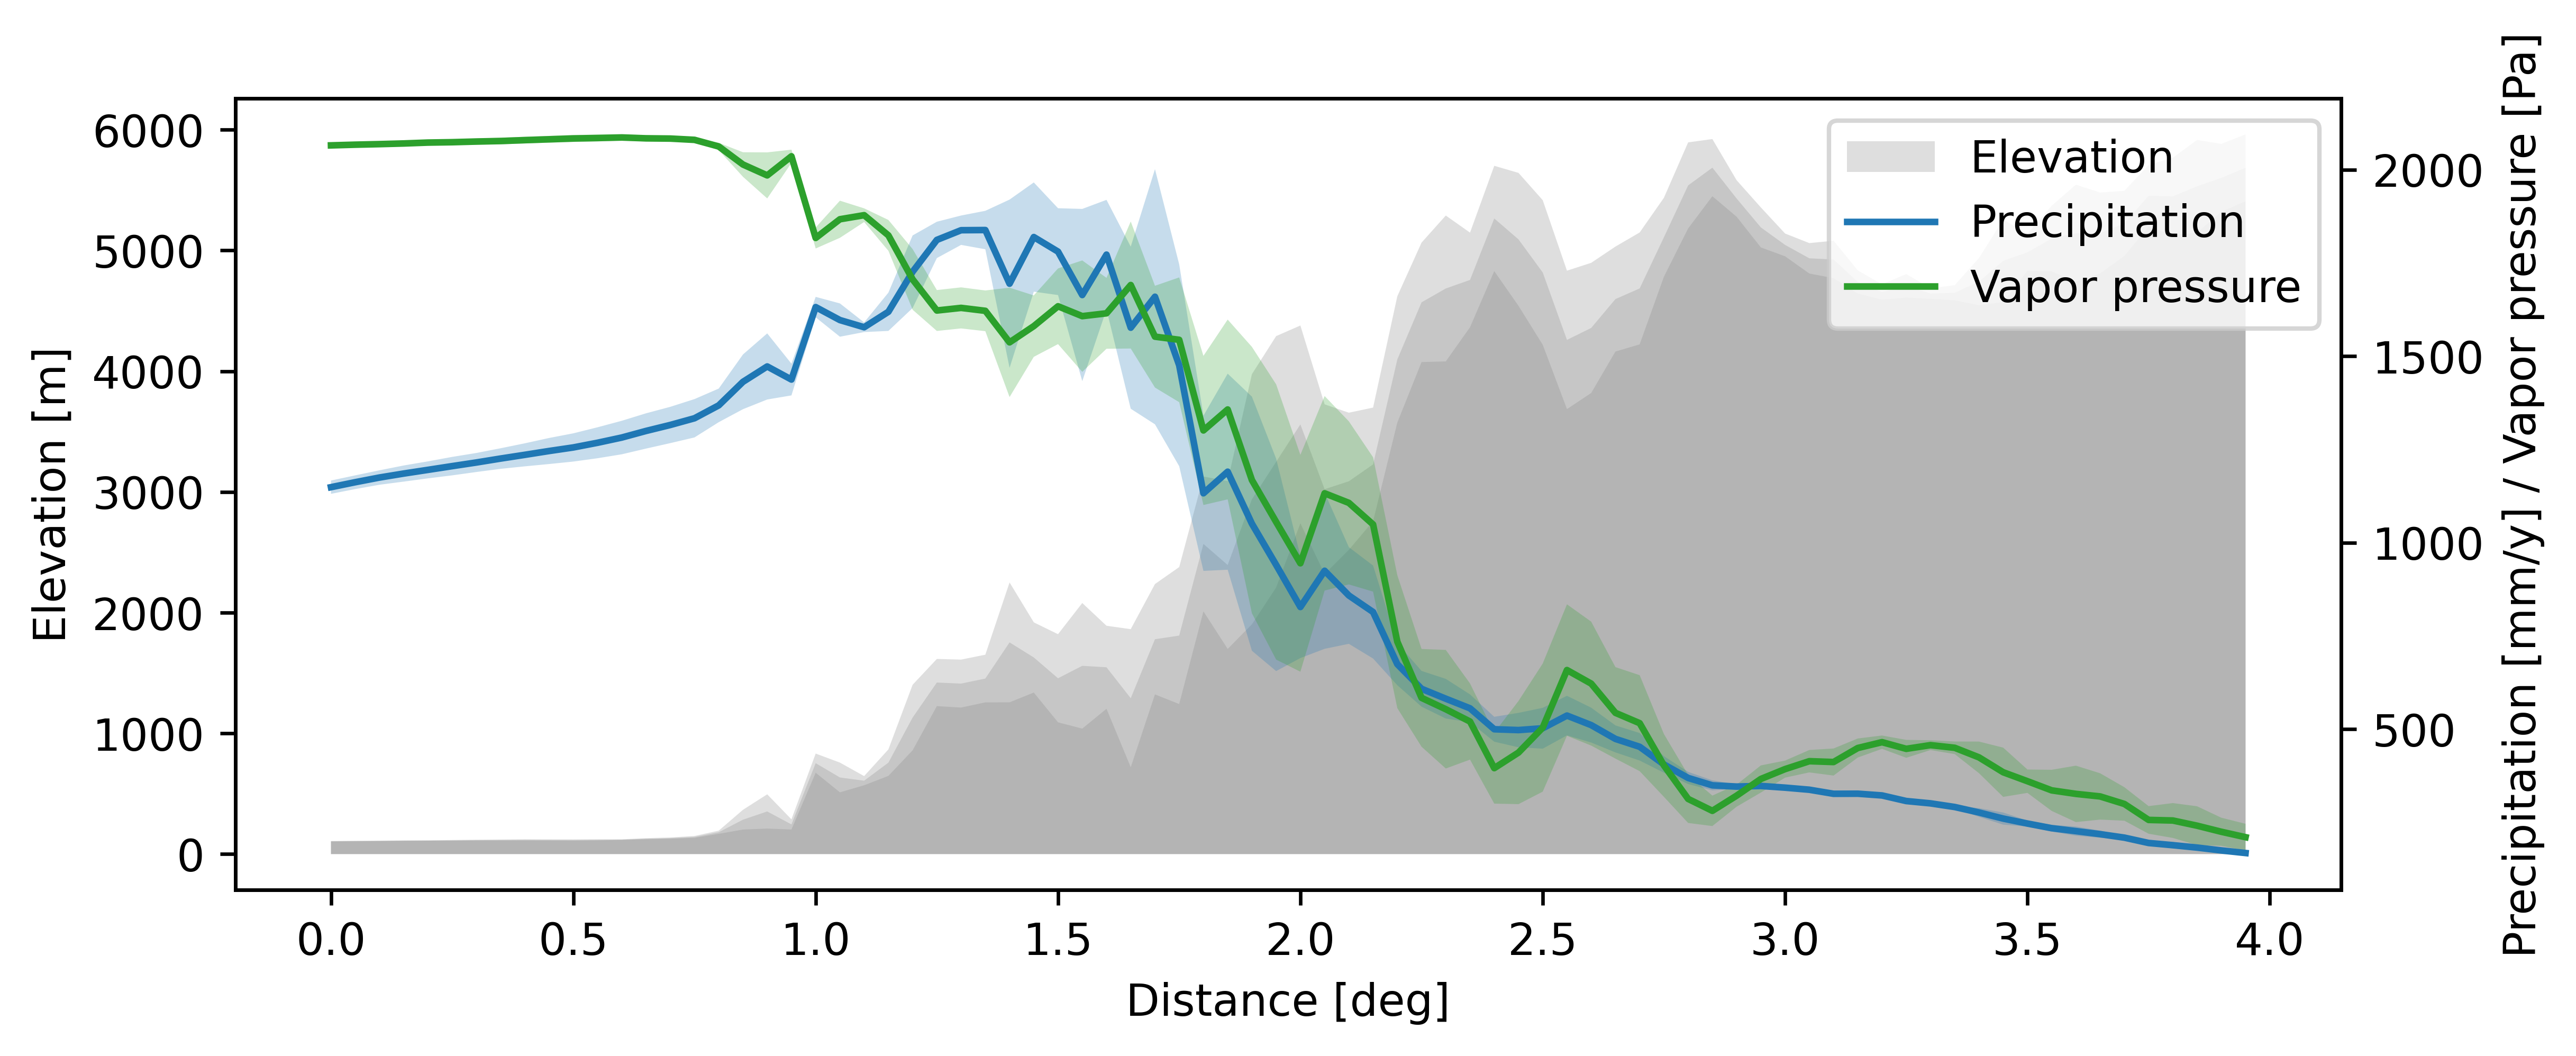 Elevation [m]
6000
5000
4000
3000
2000
1000
0
Elevation
Precipitation
Vapor pressure
2000
1500
1000
500
Precipitation [mm/y] / Vapor pressure [Pa]
0.0 0.5 1.0 1.5 2.0 2.5 3.0 3.5 4.0
Distance [deg]